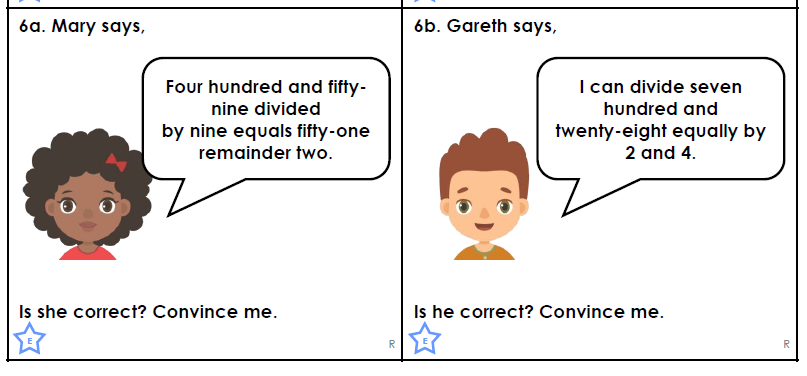 6a. Mary says,
Four hundred and fifty-
nine divided
by nine equals fifty-one
remainder two.
Is she correct? Convince me.
E
R
6b. Gareth says,
I can divide seven
hundred and
twenty-eight equally by
2 and 4.
Is he correct? Convince me.
E
R